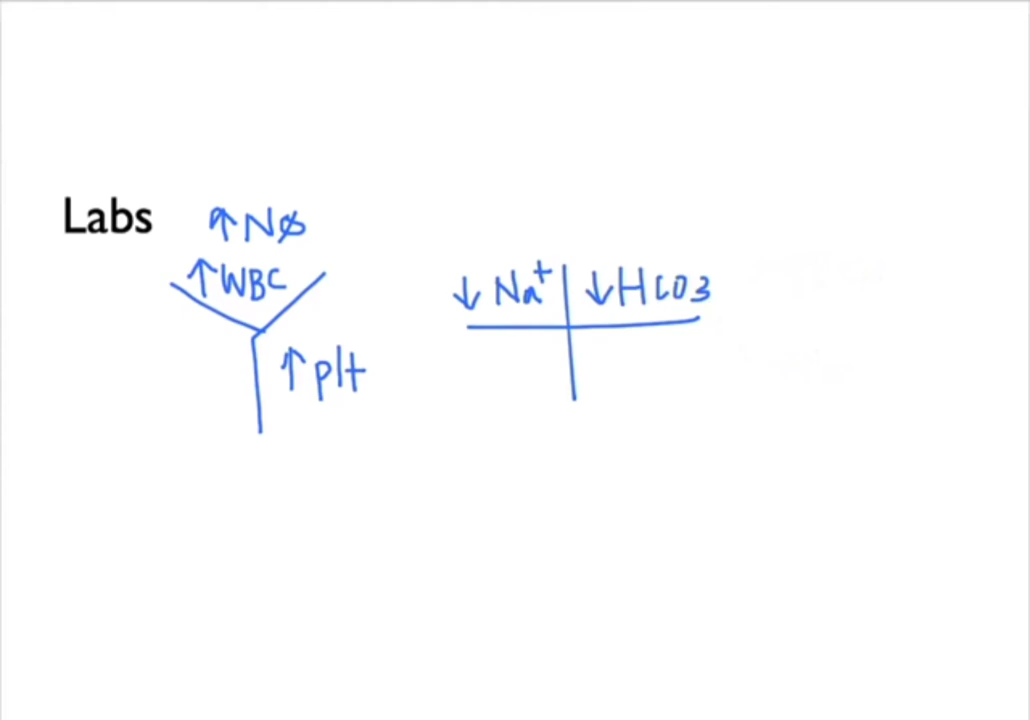 Labs
↑NØ
↑WBC
↑plt
↓Na⁺ ↓HCO3